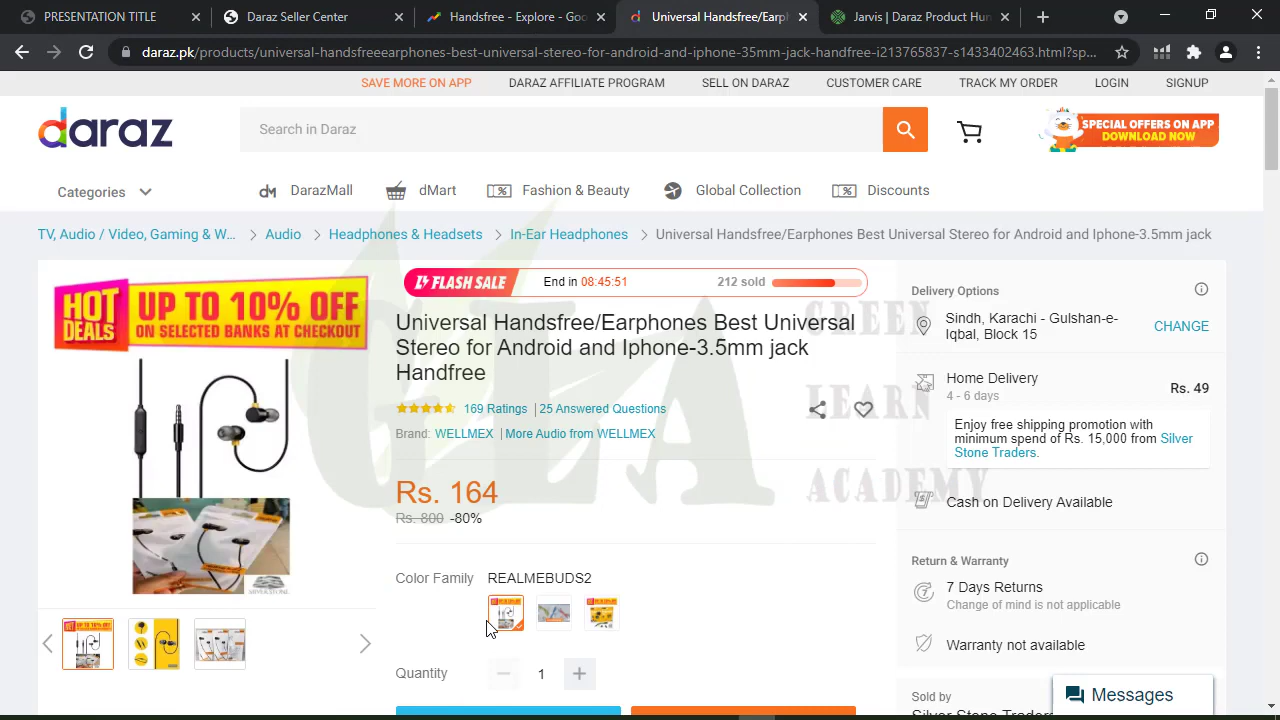 PRESENTATION TITLE
Daraz Seller Center
Handsfree - Explore - Goo
Universal Handsfree/Earp
Jarvis | Daraz Product Hun
daraz.pk/products/universal-handsfreeearphones-best-universal-stereo-for-android-and-iphone-35mm-jack-handfree-i213765837-s1433402463.html?sp...
SAVE MORE ON APP
DARAZ AFFILIATE PROGRAM
SELL ON DARAZ
CUSTOMER CARE
TRACK MY ORDER
LOGIN
SIGNUP
daraz
Search in Daraz
SPECIAL OFFERS ON APP
DOWNLOAD NOW
Categories
DarazMall
dMart
Fashion & Beauty
Global Collection
Discounts
TV, Audio / Video, Gaming & W...
Audio
Headphones & Headsets
In-Ear Headphones
Universal Handsfree/Earphones Best Universal Stereo for Android and Iphone-3.5mm jack
HOT
DEALS
UP TO 10% OFF
ON SELECTED BANKS AT CHECKOUT
FLASH SALE
End in 08:45:51
212 sold
Universal Handsfree/Earphones Best Universal
Stereo for Android and Iphone-3.5mm jack
Handfree
169 Ratings | 25 Answered Questions
Brand: WELLMEX | More Audio from WELLMEX
Rs. 164
Rs. 800 -80%
Color Family REALMEBUDS2
Quantity
1
Delivery Options
Sindh, Karachi - Gulshan-e-
Iqbal, Block 15
CHANGE
Home Delivery
4 - 6 days
Rs. 49
Enjoy free shipping promotion with
minimum spend of Rs. 15,000 from Silver
Stone Traders.
Cash on Delivery Available
Return & Warranty
7 Days Returns
Change of mind is not applicable
Warranty not available
Sold by
Silver Stone Traders
Messages
GLA
GREEN
LEARN
ACADEMY